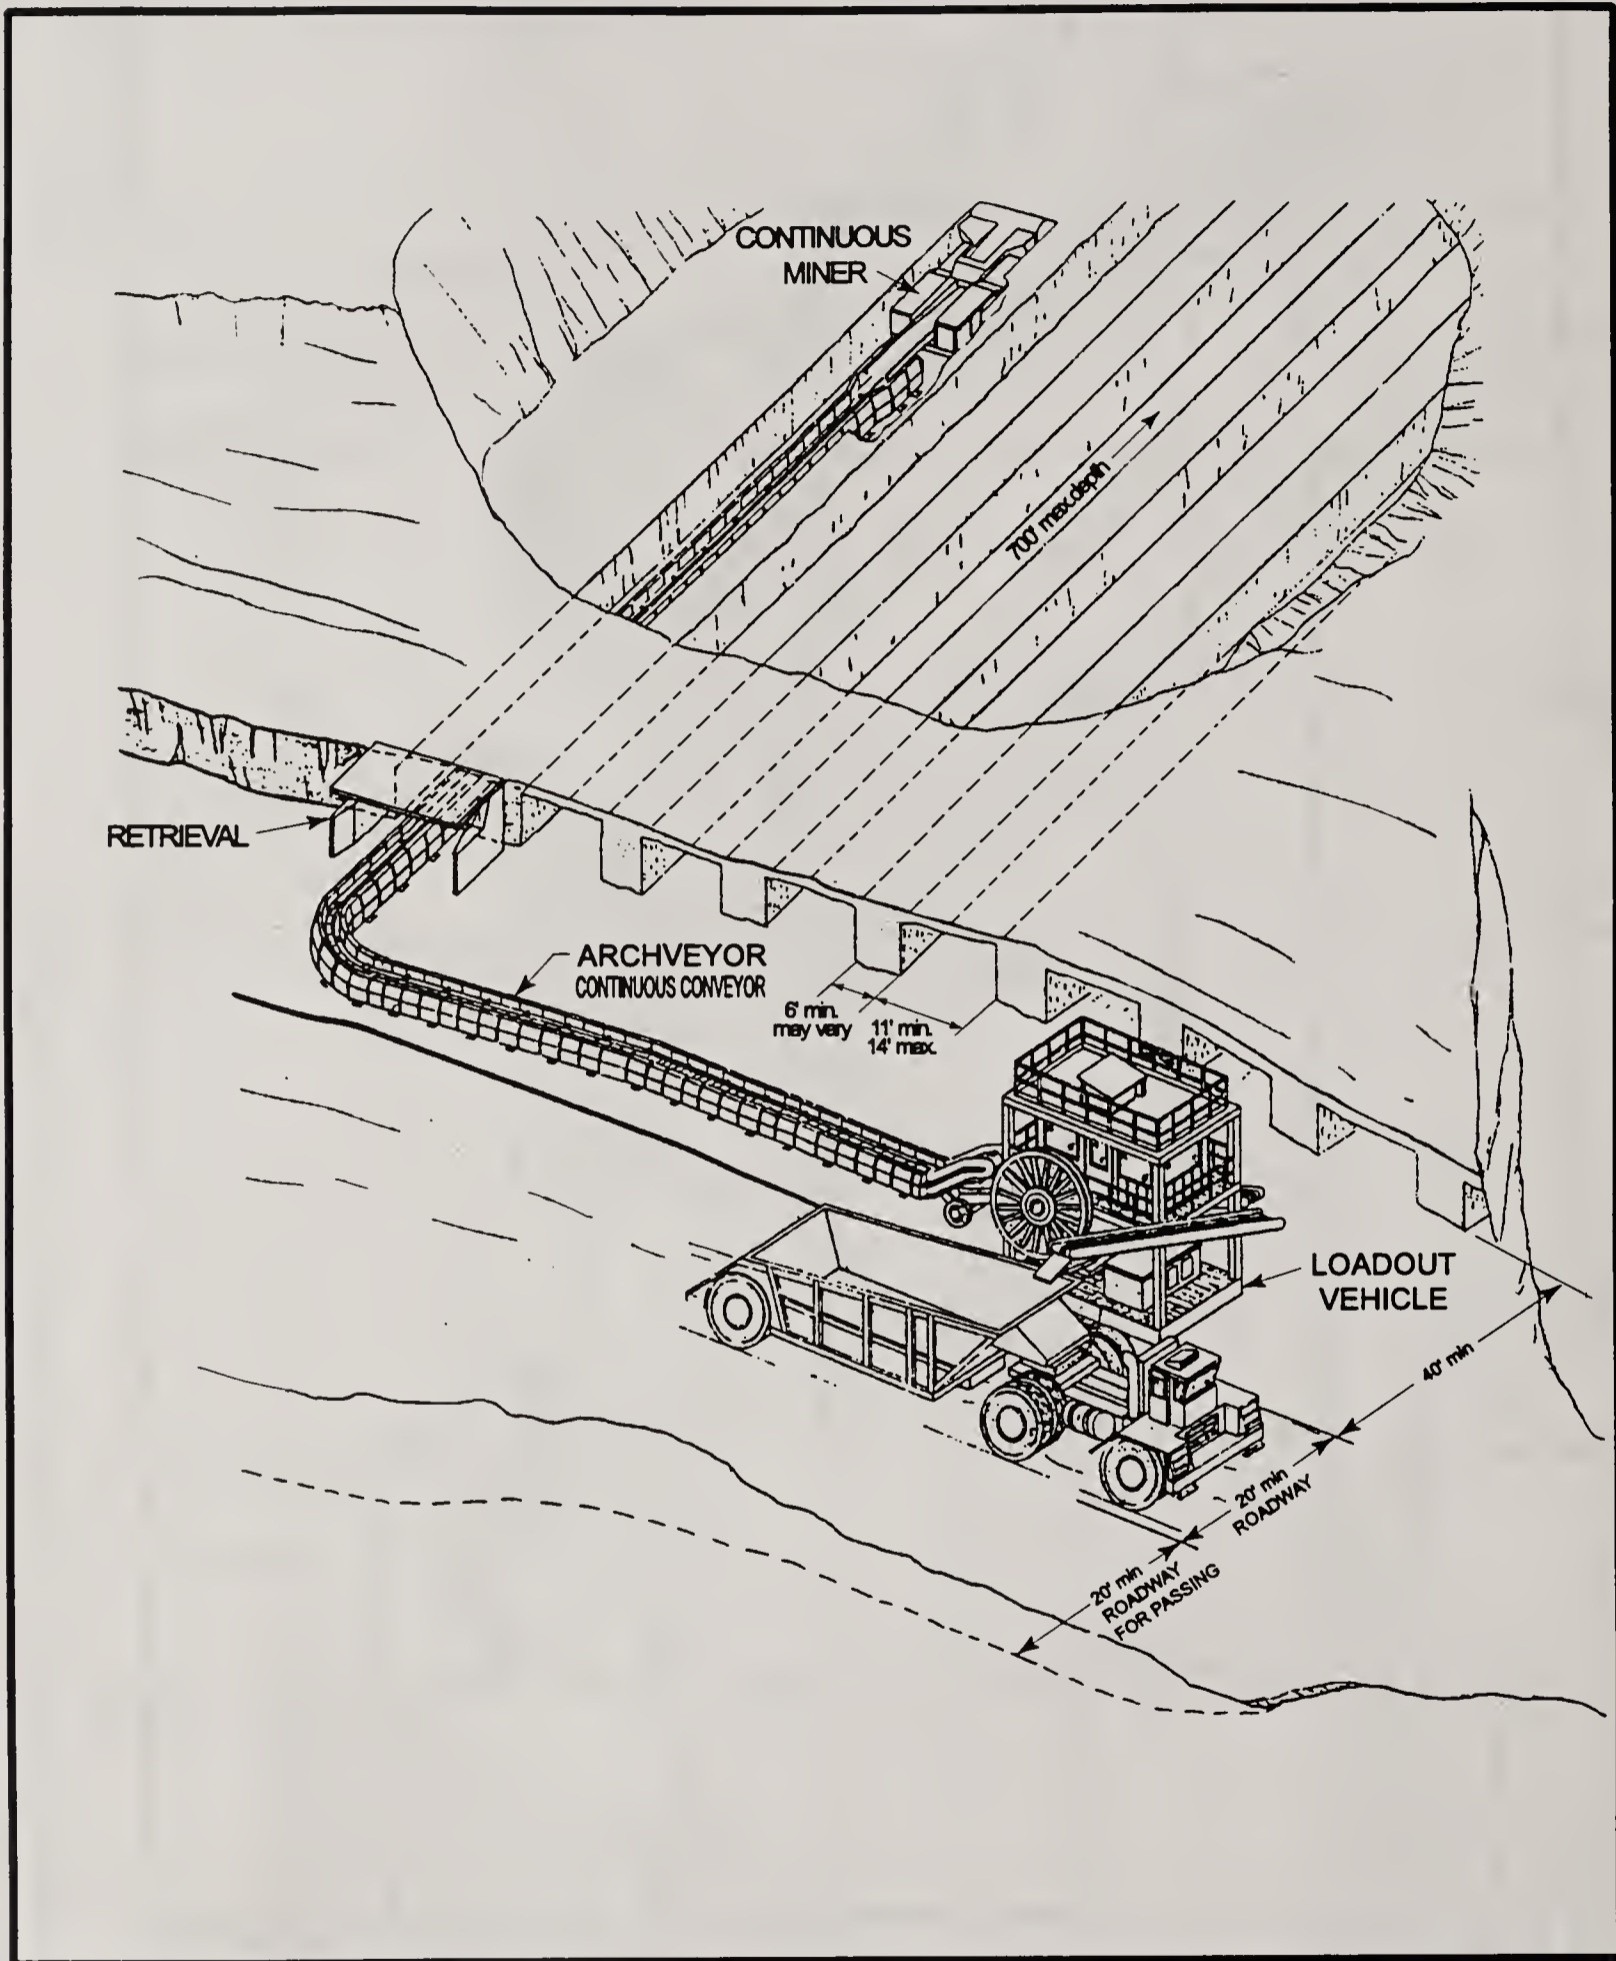 CONTINUOUS
MINER
700' max.depth
RETRIEVAL
ARCHVEYOR
CONTINUOUS CONVEYOR
6' min.
may vary
11' min.
14' max.
LOADOUT
VEHICLE
40' min
20' min
ROADWAY
20' min
ROADWAY
FOR PASSING